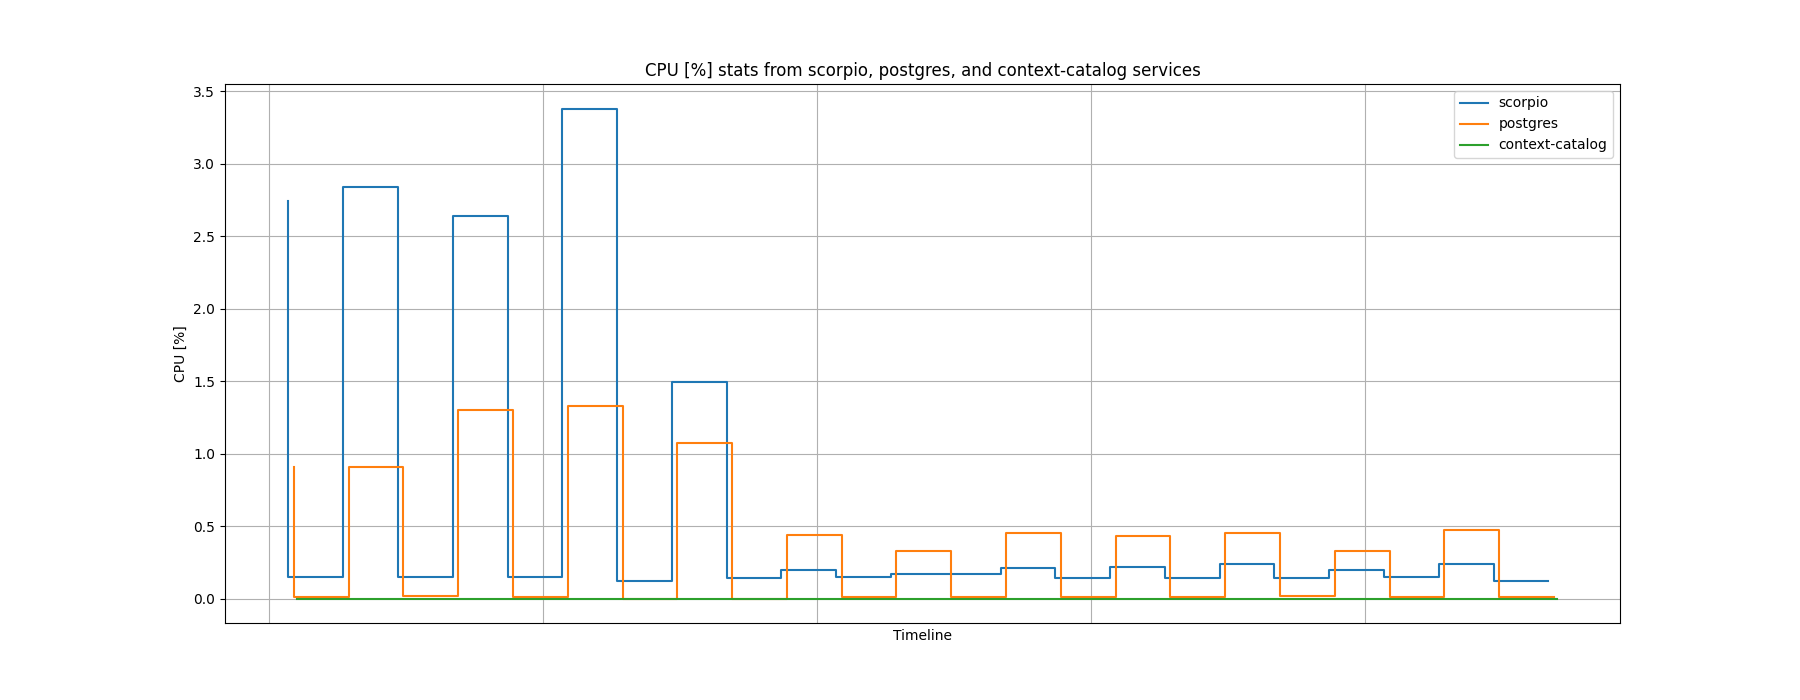 CPU [%] stats from scorpio, postgres, and context-catalog services
3.5
3.0
2.5
2.0
1.5
1.0
0.5
0.0
CPU [%]
Timeline
scorpio
postgres
context-catalog